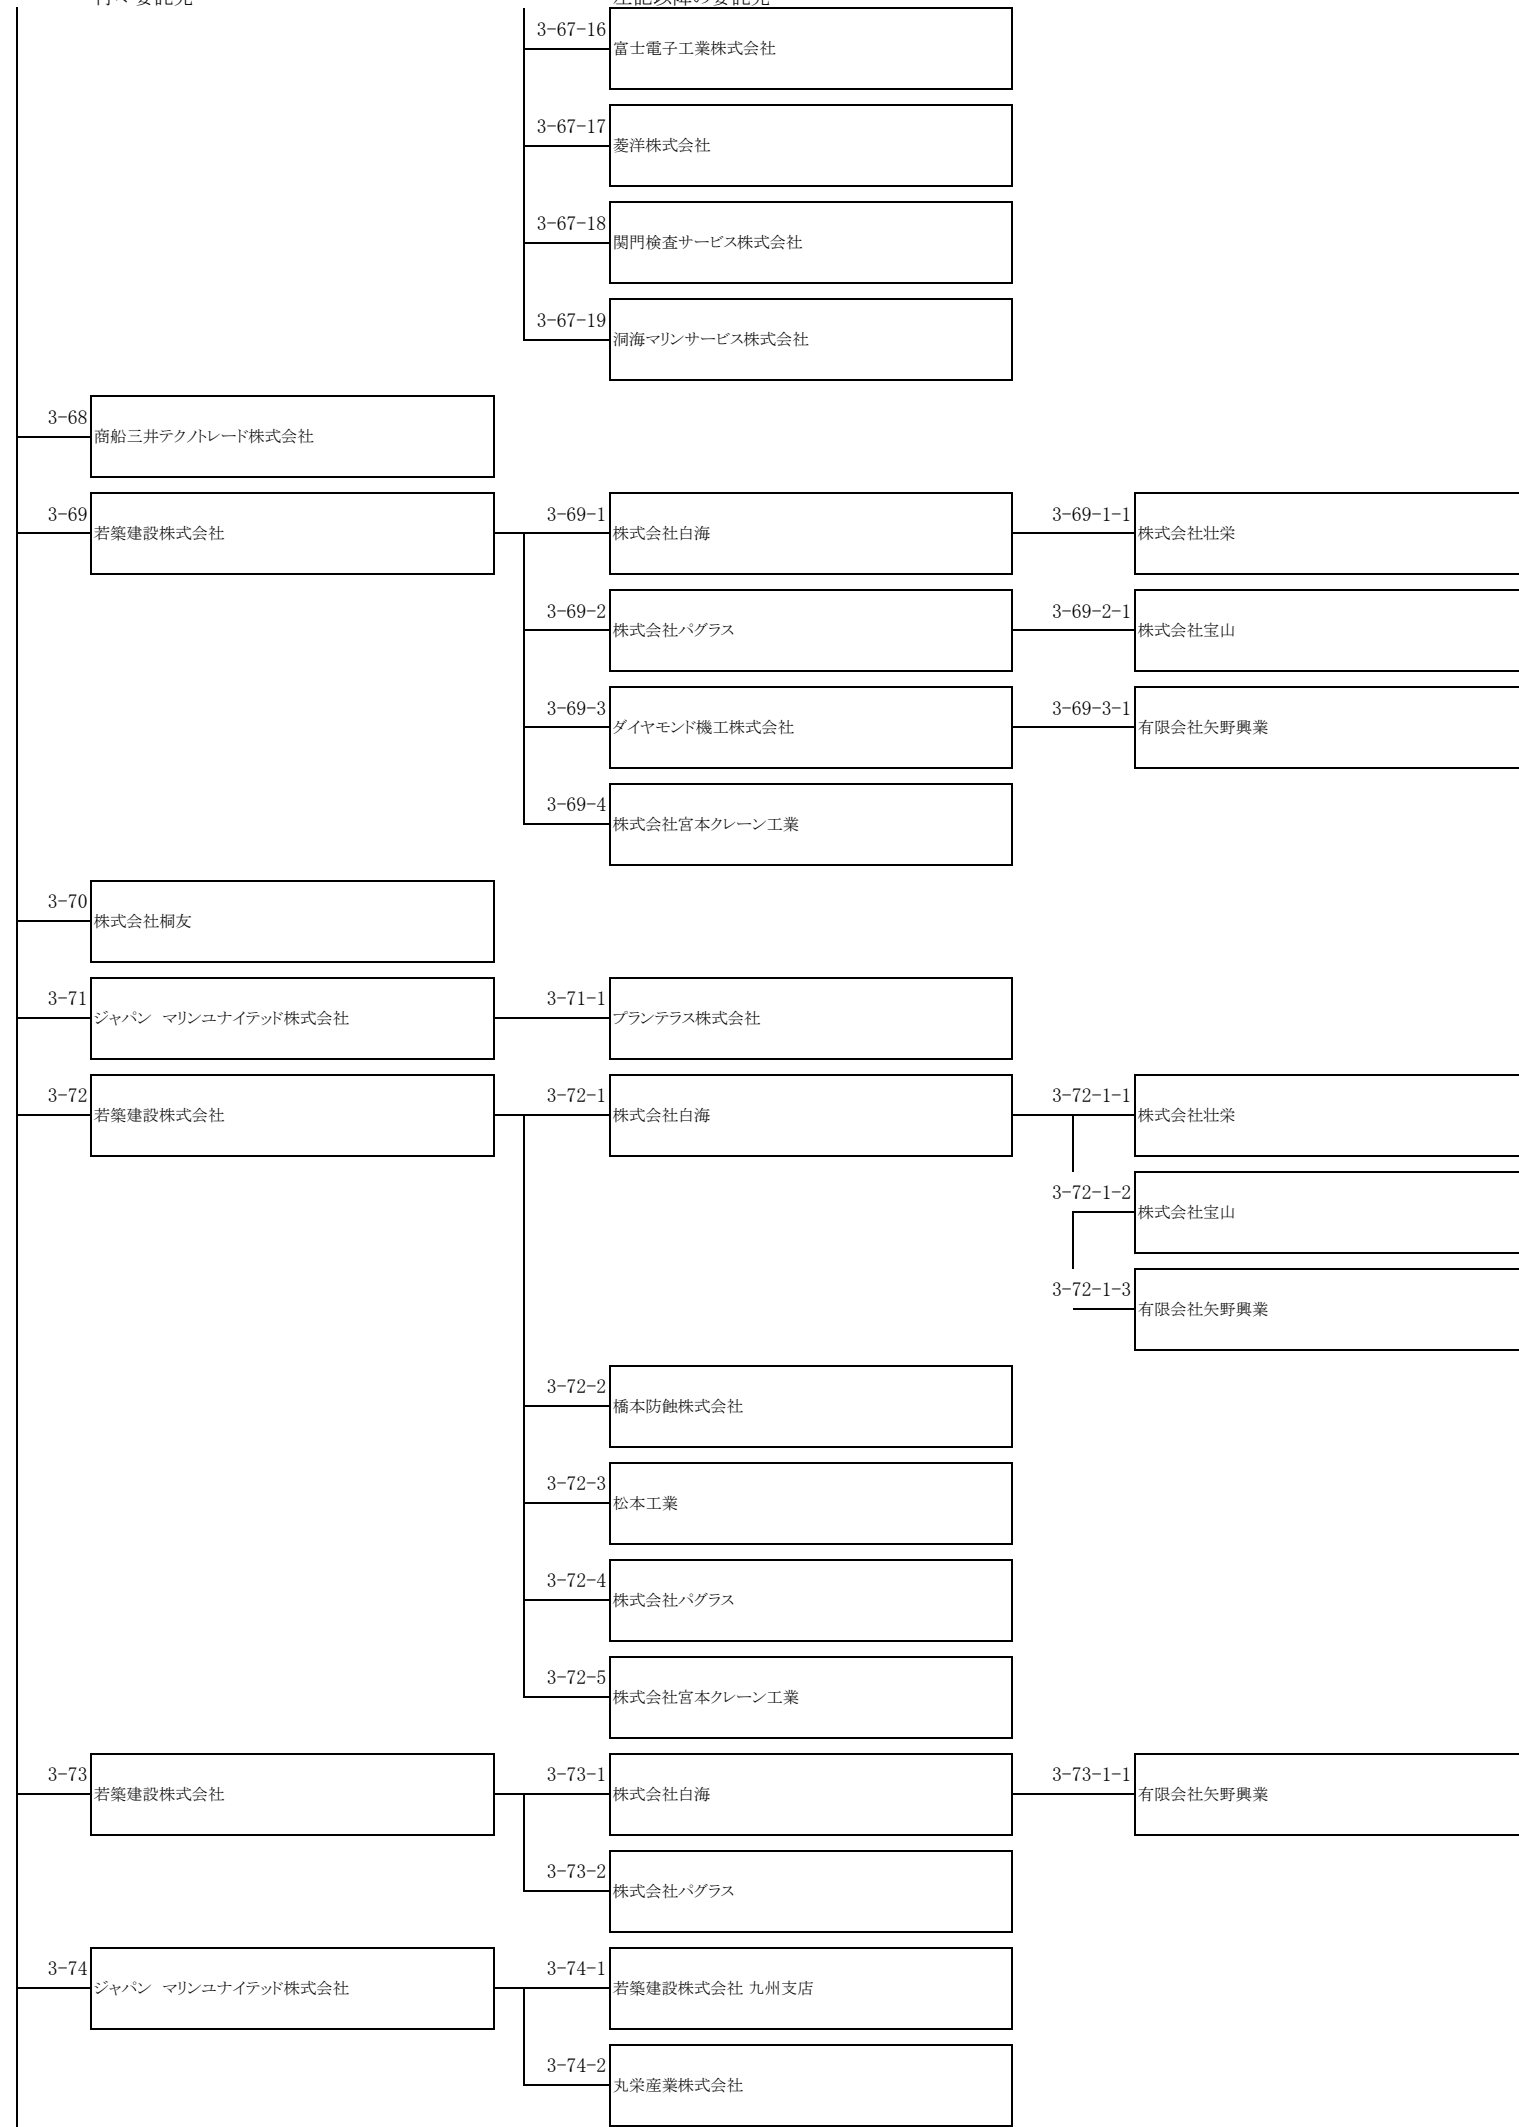 再々委託先
左記以降の委託先
3-67-16
富士電子工業株式会社
3-67-17
菱洋株式会社
3-67-18
関門検査サービス株式会社
3-67-19
洞海マリンサービス株式会社
3-68
商船三井テクノトレード株式会社
3-69
若築建設株式会社
3-69-1
株式会社白海
3-69-1-1
株式会社壮栄
3-69-2
株式会社パグラス
3-69-2-1
株式会社宝山
3-69-3
ダイヤモンド機工株式会社
3-69-3-1
有限会社矢野興業
3-69-4
株式会社宮本クレーン工業
3-70
株式会社桐友
3-71
ジャパン　マリンユナイテッド株式会社
3-71-1
プランテラス株式会社
3-72
若築建設株式会社
3-72-1
株式会社白海
3-72-1-1
株式会社壮栄
3-72-1-2
株式会社宝山
3-72-1-3
有限会社矢野興業
3-72-2
橋本防蝕株式会社
3-72-3
松本工業
3-72-4
株式会社パグラス
3-72-5
株式会社宮本クレーン工業
3-73
若築建設株式会社
3-73-1
株式会社白海
3-73-1-1
有限会社矢野興業
3-73-2
株式会社パグラス
3-74
ジャパン　マリンユナイテッド株式会社
3-74-1
若築建設株式会社 九州支店
3-74-2
丸栄産業株式会社